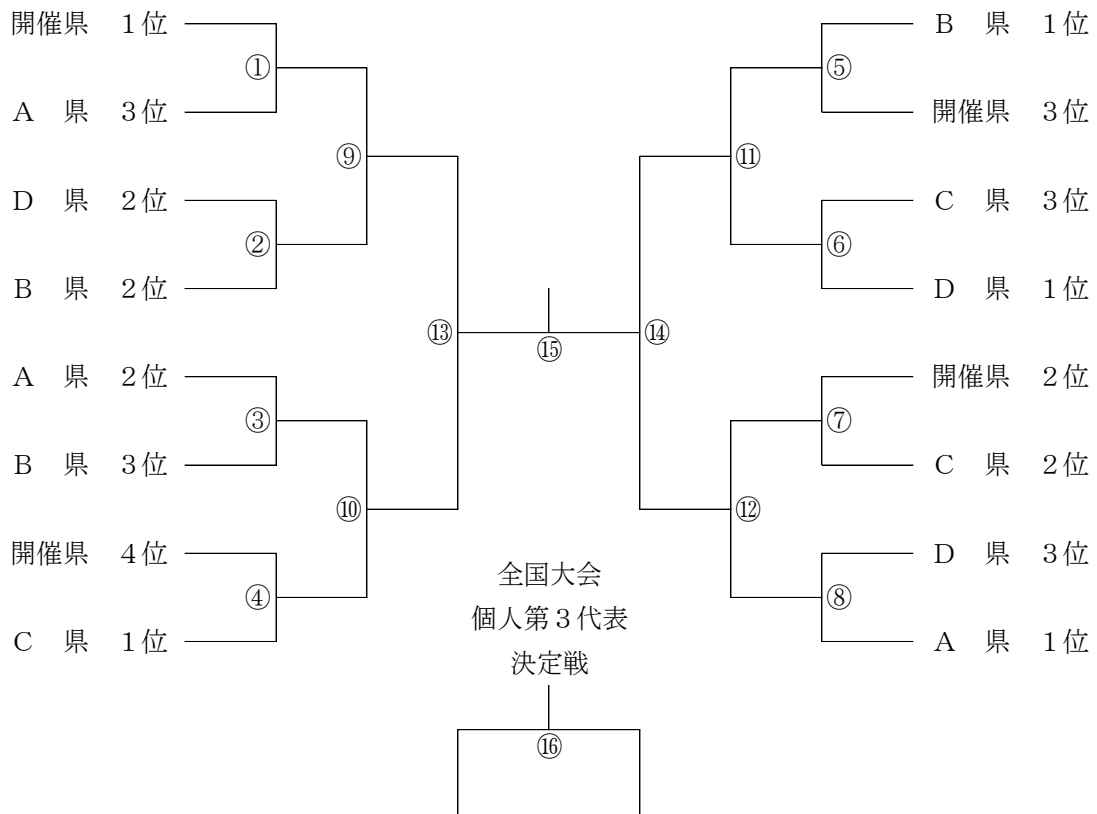 開催県 1位
①
A 県 3位
⑨
D 県 2位
②
B 県 2位
⑬
A 県 2位
③
B 県 3位
⑩
開催県 4位
④
C 県 1位
⑮
B 県 1位
⑤
開催県 3位
⑪
C 県 3位
⑥
D 県 1位
⑭
開催県 2位
⑦
C 県 2位
⑫
D 県 3位
⑧
A 県 1位
全国大会
個人第3代表
決定戦
⑯